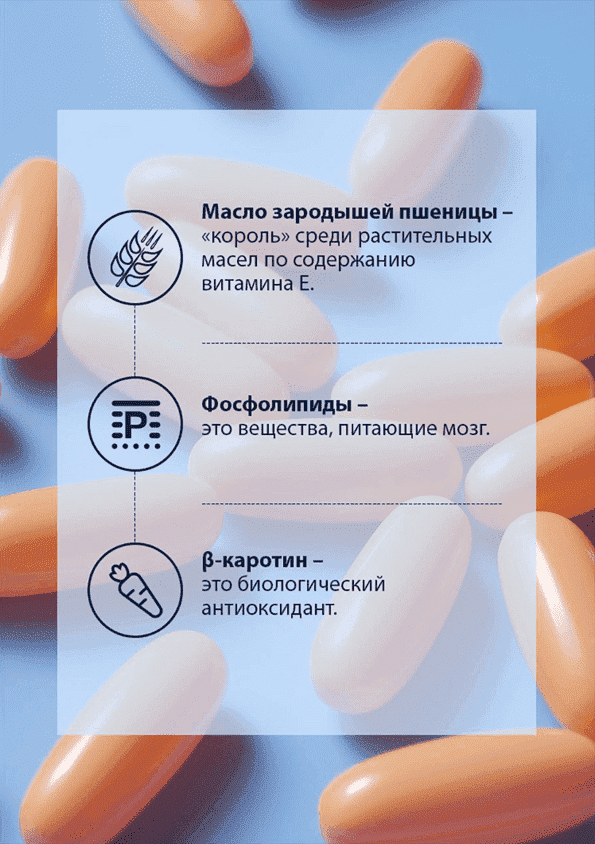 Масло зародышей пшеницы –
«король» среди растительных
масел по содержанию
витамина Е.
P
Фосфолипиды –
это вещества, питающие мозг.
β-каротин –
это биологический
антиоксидант.